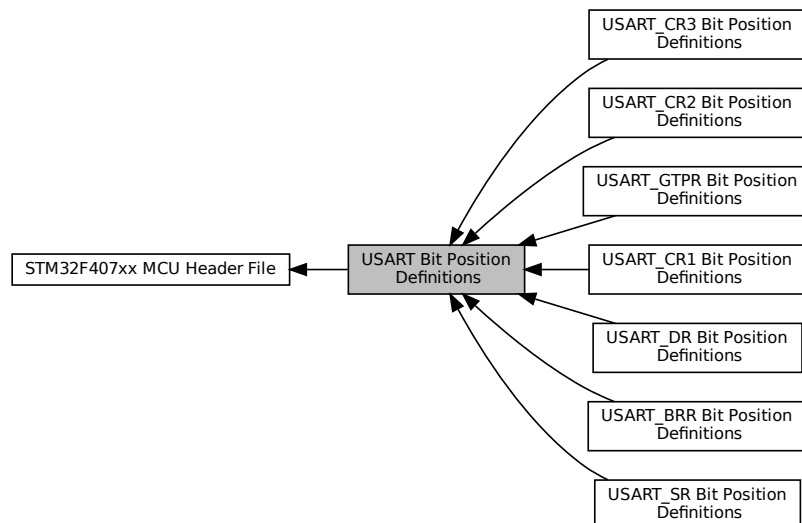 USART_CR3 Bit Position
Definitions
USART_CR2 Bit Position
Definitions
USART_GTPR Bit Position
Definitions
USART Bit Position
Definitions
STM32F407xx MCU Header File
USART_CR1 Bit Position
Definitions
USART_DR Bit Position
Definitions
USART_BRR Bit Position
Definitions
USART_SR Bit Position
Definitions